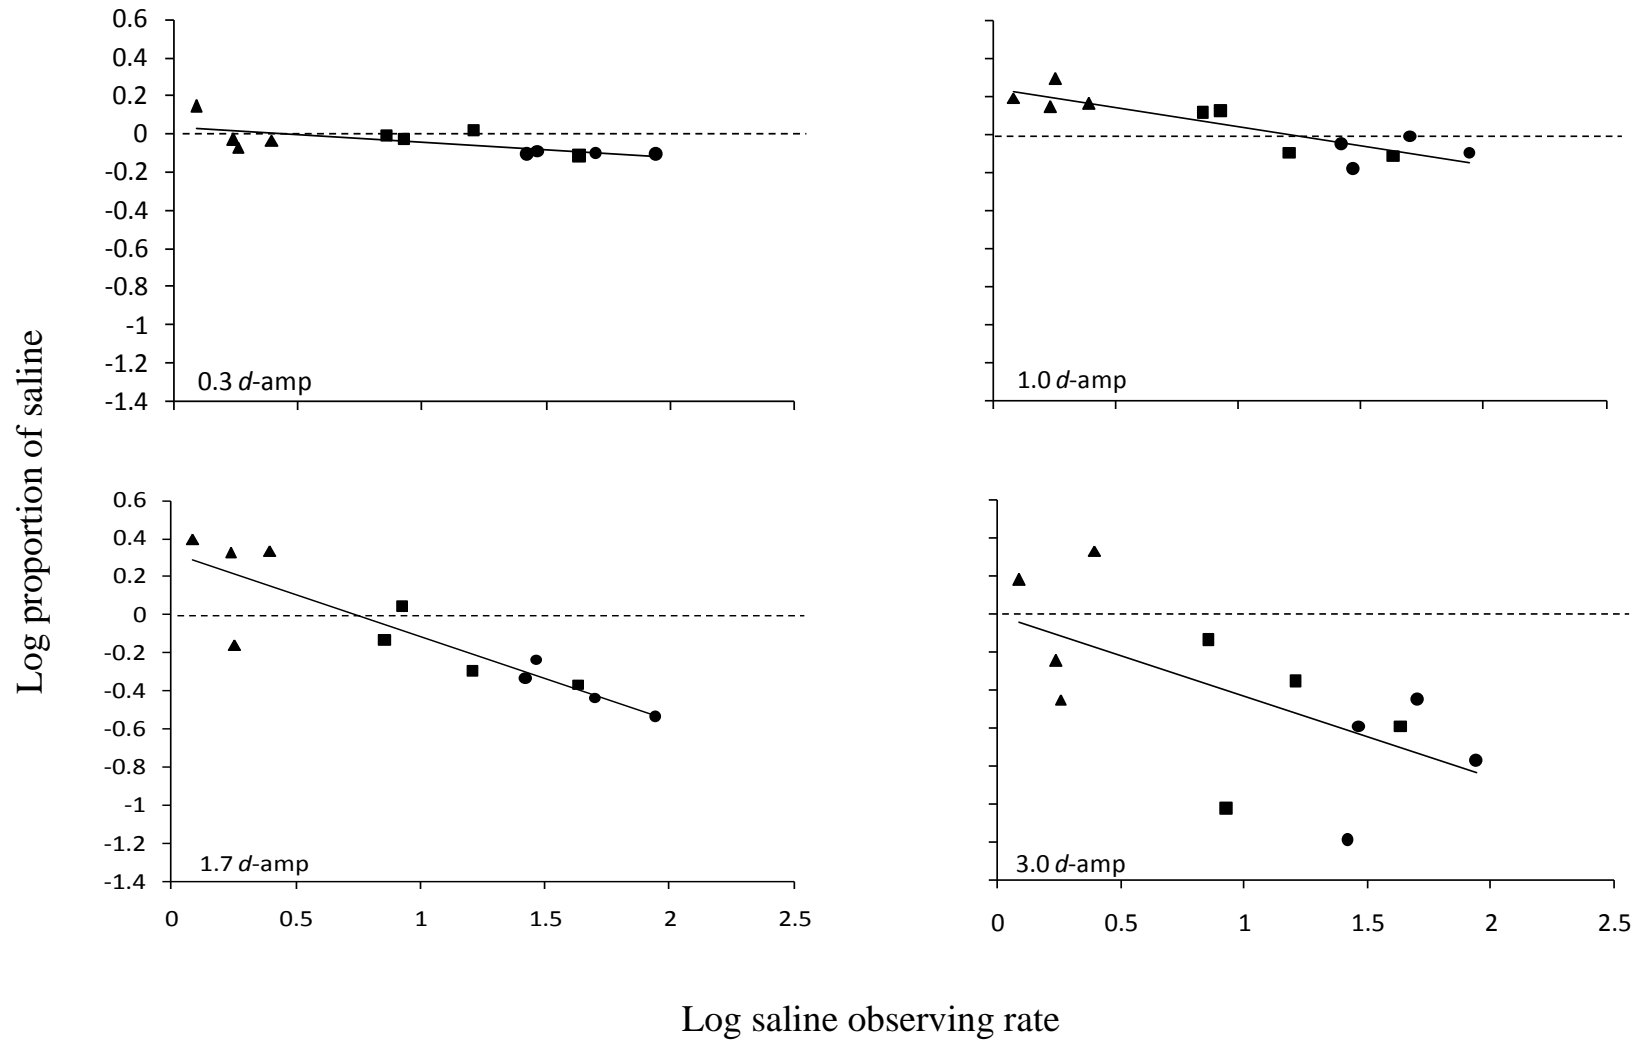 0.6
0.4
0.2
0
-0.2
-0.4
-0.6
-0.8
-1
-1.2
-1.4
0.3 d-amp
1.0 d-amp
Log proportion of saline
0.6
0.4
0.2
0
-0.2
-0.4
-0.6
-0.8
-1
-1.2
-1.4
1.7 d-amp
0 0.5 1 1.5 2 2.5
3.0 d-amp
0 0.5 1 1.5 2 2.5
Log saline observing rate